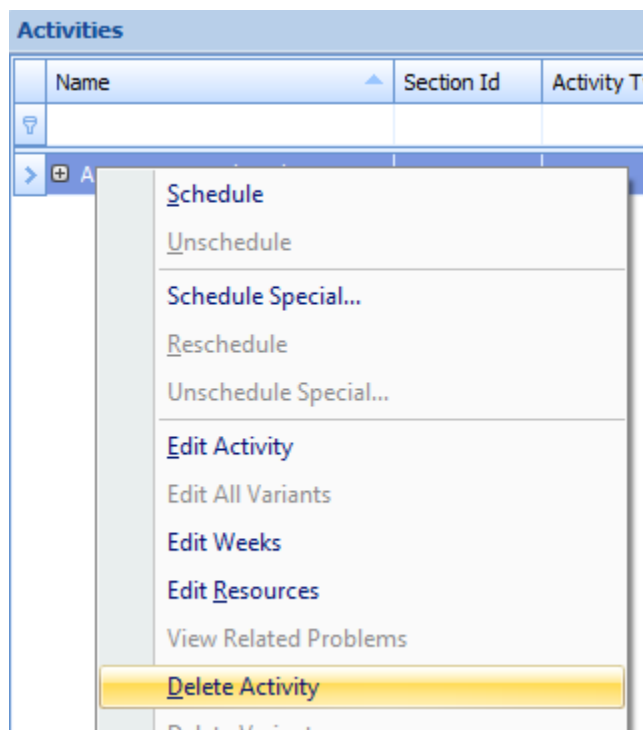 Activities
Name Section Id Activity T
A
Schedule
Unschedule
Schedule Special...
Reschedule
Unschedule Special...
Edit Activity
Edit All Variants
Edit Weeks
Edit Resources
View Related Problems
Delete Activity